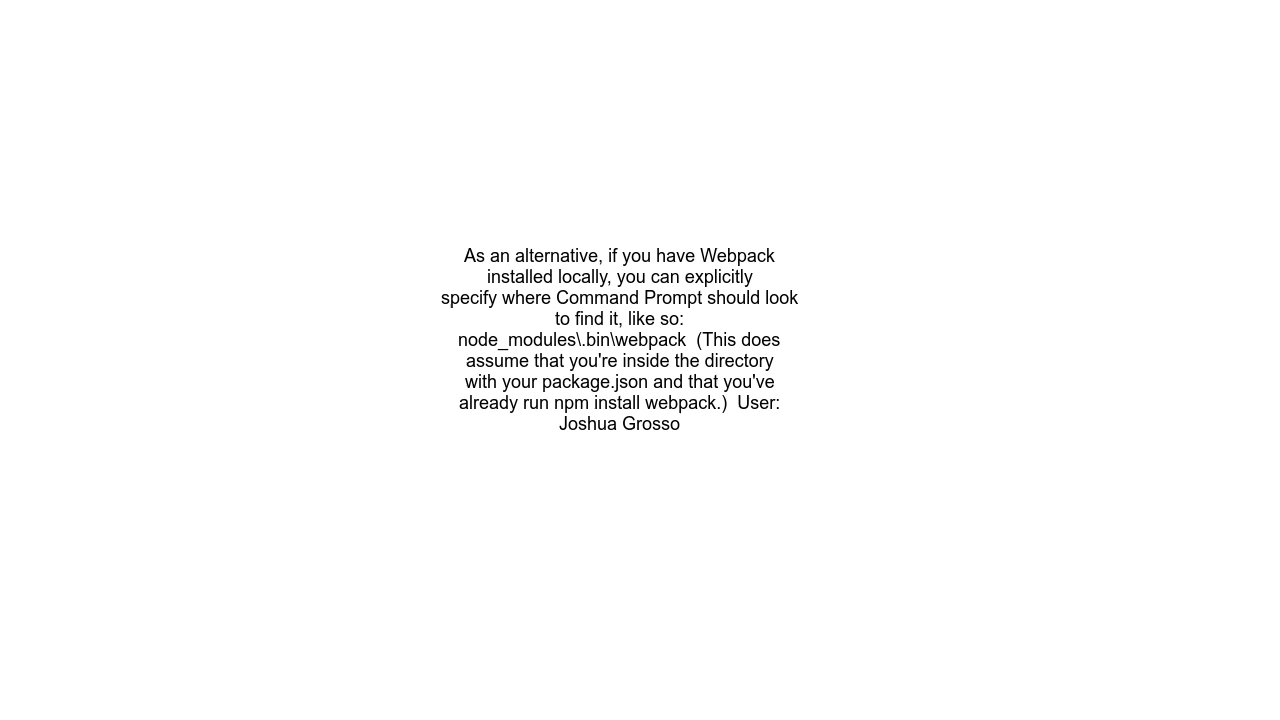 As an alternative, if you have Webpack
installed locally, you can explicitly
specify where Command Prompt should look
to find it, like so:
node_modules\.bin\webpack  (This does
assume that you're inside the directory
with your package.json and that you've
already run npm install webpack.)  User:
Joshua Grosso